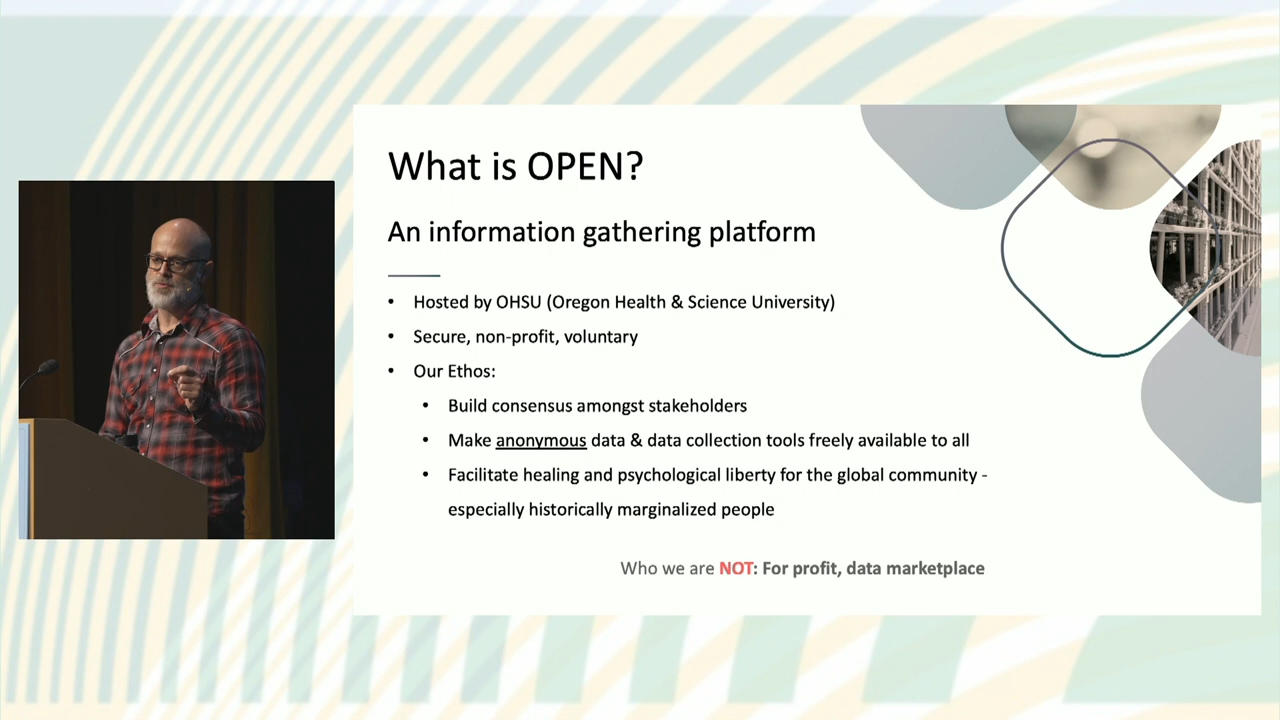 What is OPEN?
An information gathering platform
• Hosted by OHSU (Oregon Health & Science University)
• Secure, non-profit, voluntary
• Our Ethos:
• Build consensus amongst stakeholders
• Make anonymous data & data collection tools freely available to all
• Facilitate healing and psychological liberty for the global community -
especially historically marginalized people
Who we are NOT: For profit, data marketplace